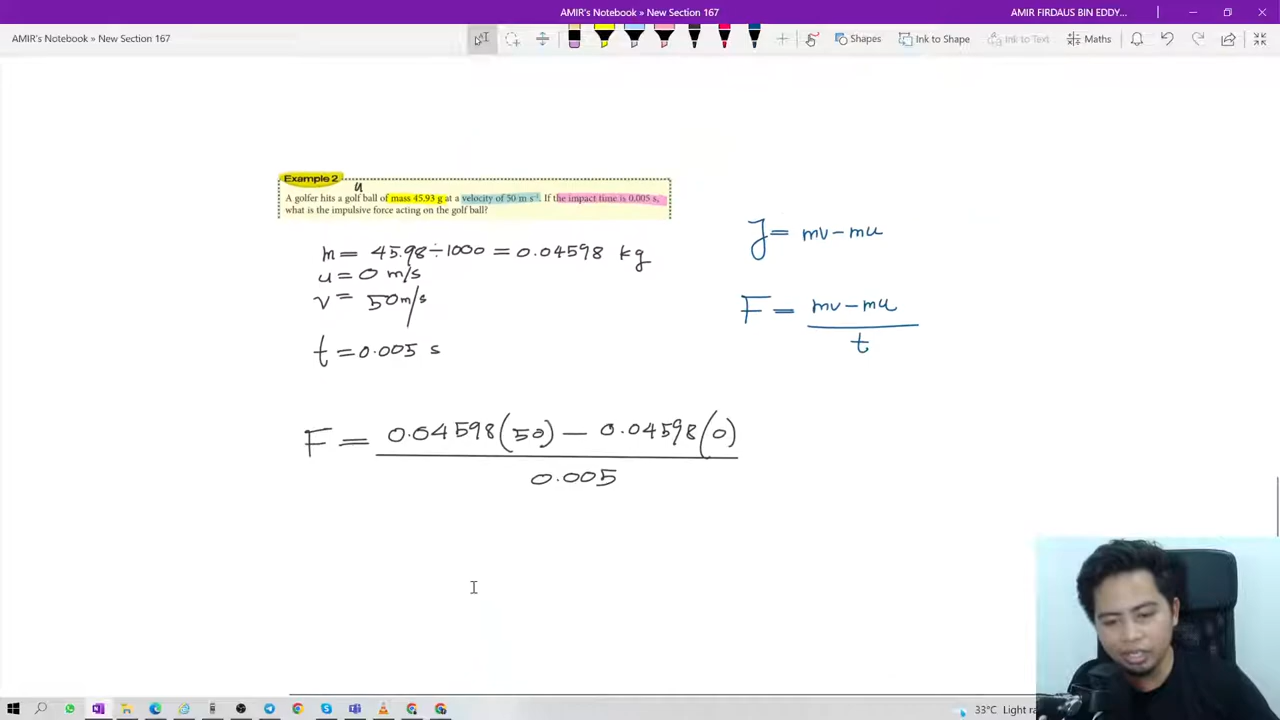 AMIR's Notebook » New Section 167
AMIR FIRDAUS BIN EDDY...
AMIR's Notebook » New Section 167
Shapes
Ink to Shape
Ink to Text
Maths
Example 2
u
A golfer hits a golf ball of mass 45.93 g at a velocity of 50 m s⁻¹. If the impact time is 0.005 s,
what is the impulsive force acting on the golf ball?
m = 45.98 ÷ 1000 = 0.04598 kg
u = 0 m/s
v = 50 m/s
t = 0.005 s
J = mv − mu
F = mv − mu
t
F = 0.04598(50) − 0.04598(0)
0.005
33°C Light ra